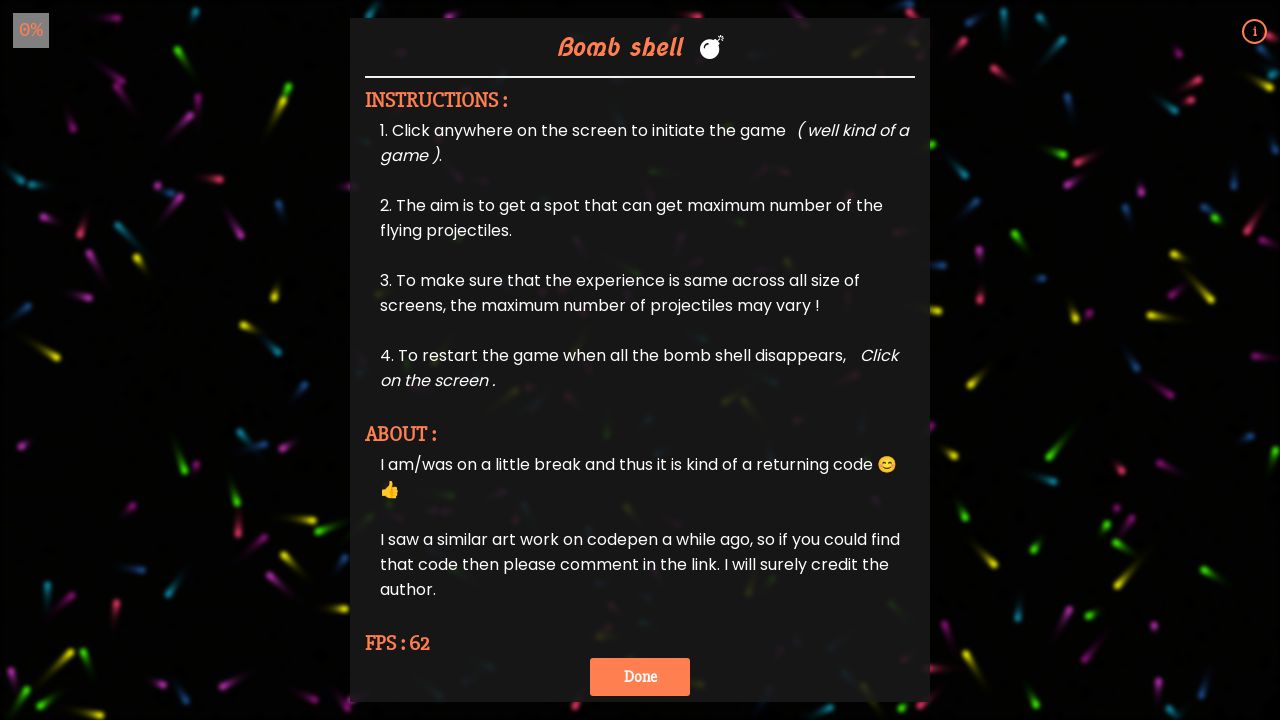 0%
i
Bomb shell 💣
INSTRUCTIONS :
1. Click anywhere on the screen to initiate the game ( well kind of a
game ).
2. The aim is to get a spot that can get maximum number of the
flying projectiles.
3. To make sure that the experience is same across all size of
screens, the maximum number of projectiles may vary !
4. To restart the game when all the bomb shell disappears, Click
on the screen .
ABOUT :
I am/was on a little break and thus it is kind of a returning code 😊
👍
I saw a similar art work on codepen a while ago, so if you could find
that code then please comment in the link. I will surely credit the
author.
FPS : 62
Done